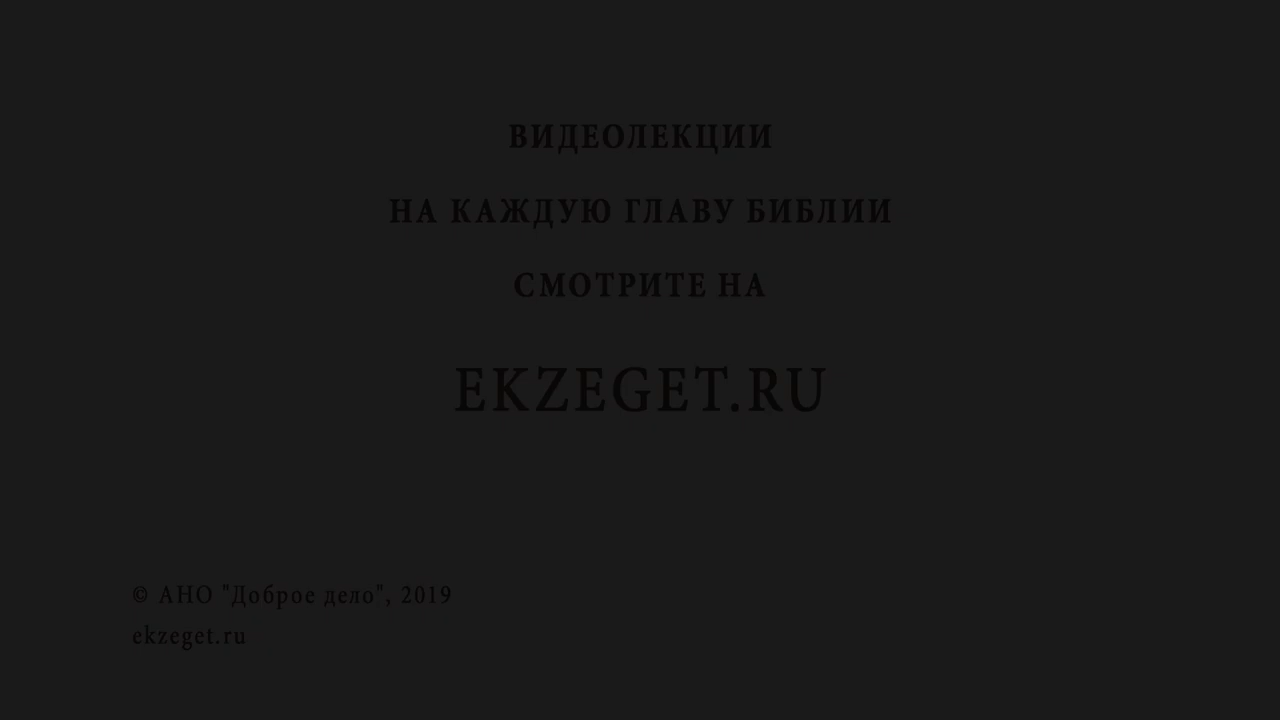 ВИДЕОЛЕКЦИИ
НА КАЖДУЮ ГЛАВУ БИБЛИИ
СМОТРИТЕ НА
EKZEGET.RU
© АНО "Доброе дело", 2019
ekzeget.ru